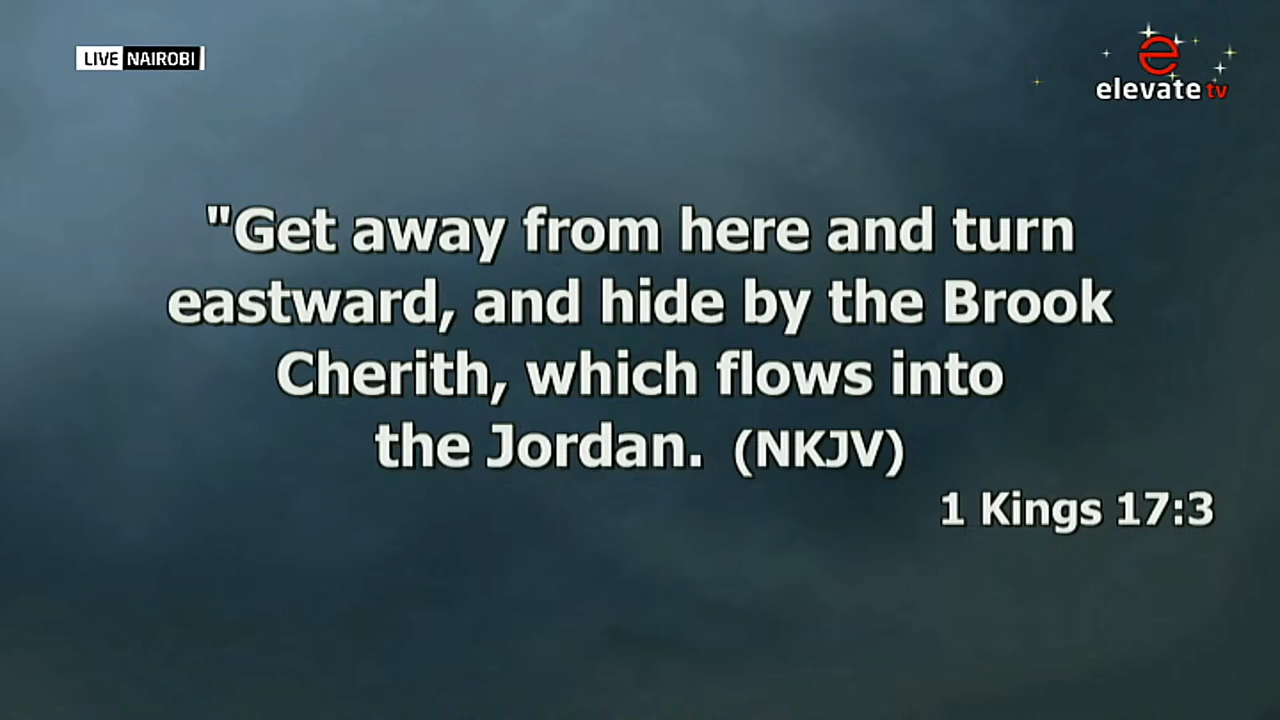 LIVE NAIROBI
e
elevate tv
"Get away from here and turn
eastward, and hide by the Brook
Cherith, which flows into
the Jordan. (NKJV)
1 Kings 17:3